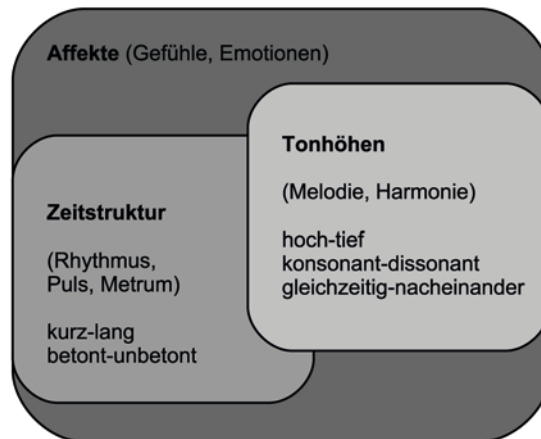 Affekte (Gefühle, Emotionen)
Tonhöhen
(Melodie, Harmonie)
hoch-tief
konsonant-dissonant
gleichzeitig-nacheinander
Zeitstruktur
(Rhythmus,
Puls, Metrum)
kurz-lang
betont-unbetont